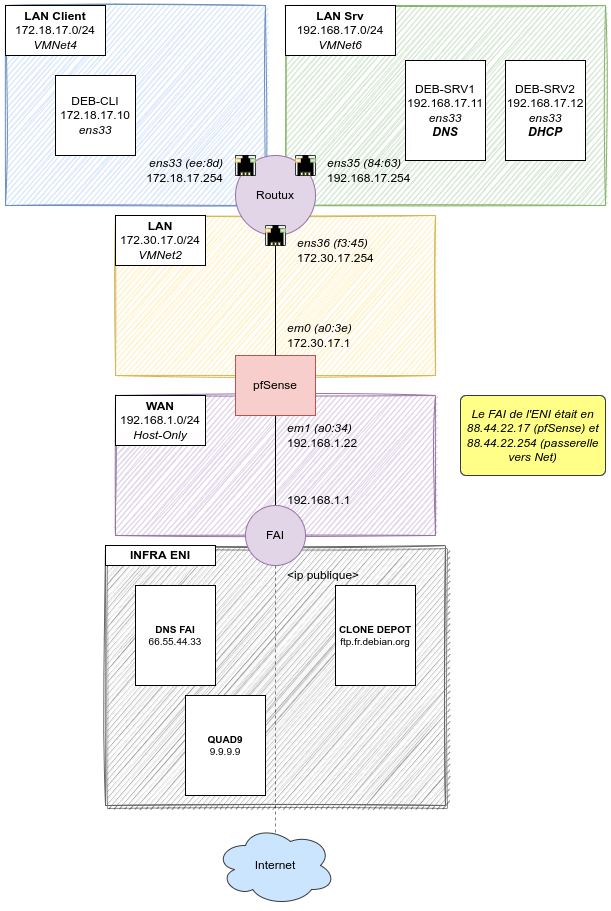 LAN Client
172.18.17.0/24
VMNet4
LAN Srv
192.168.17.0/24
VMNet6
DEB-CLI
172.18.17.10
ens33
DEB-SRV1
192.168.17.11
ens33
DNS
DEB-SRV2
192.168.17.12
ens33
DHCP
ens33 (ee:8d)
172.18.17.254
ens35 (84:63)
192.168.17.254
Routux
LAN
172.30.17.0/24
VMNet2
ens36 (f3:45)
172.30.17.254
em0 (a0:3e)
172.30.17.1
pfSense
WAN
192.168.1.0/24
Host-Only
em1 (a0:34)
192.168.1.22
Le FAI de l'ENI était en
88.44.22.17 (pfSense) et
88.44.22.254 (passerelle
vers Net)
192.168.1.1
FAI
INFRA ENI
<ip publique>
DNS FAI
66.55.44.33
CLONE DEPOT
ftp.fr.debian.org
QUAD9
9.9.9.9
Internet